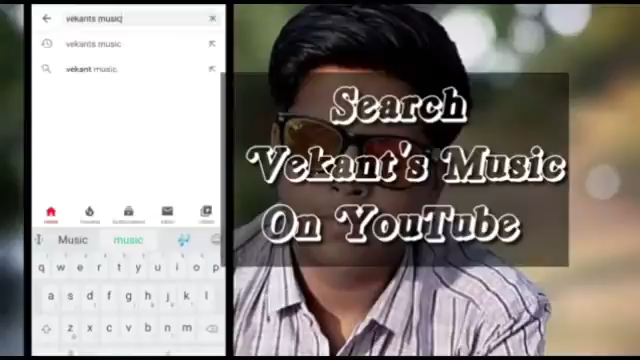 vekants music
vekants music
vekant music
Search
Vekant's Music
On YouTube
Music music
q w e r t y u i o p
a s d f g h j k l
z x c v b n m